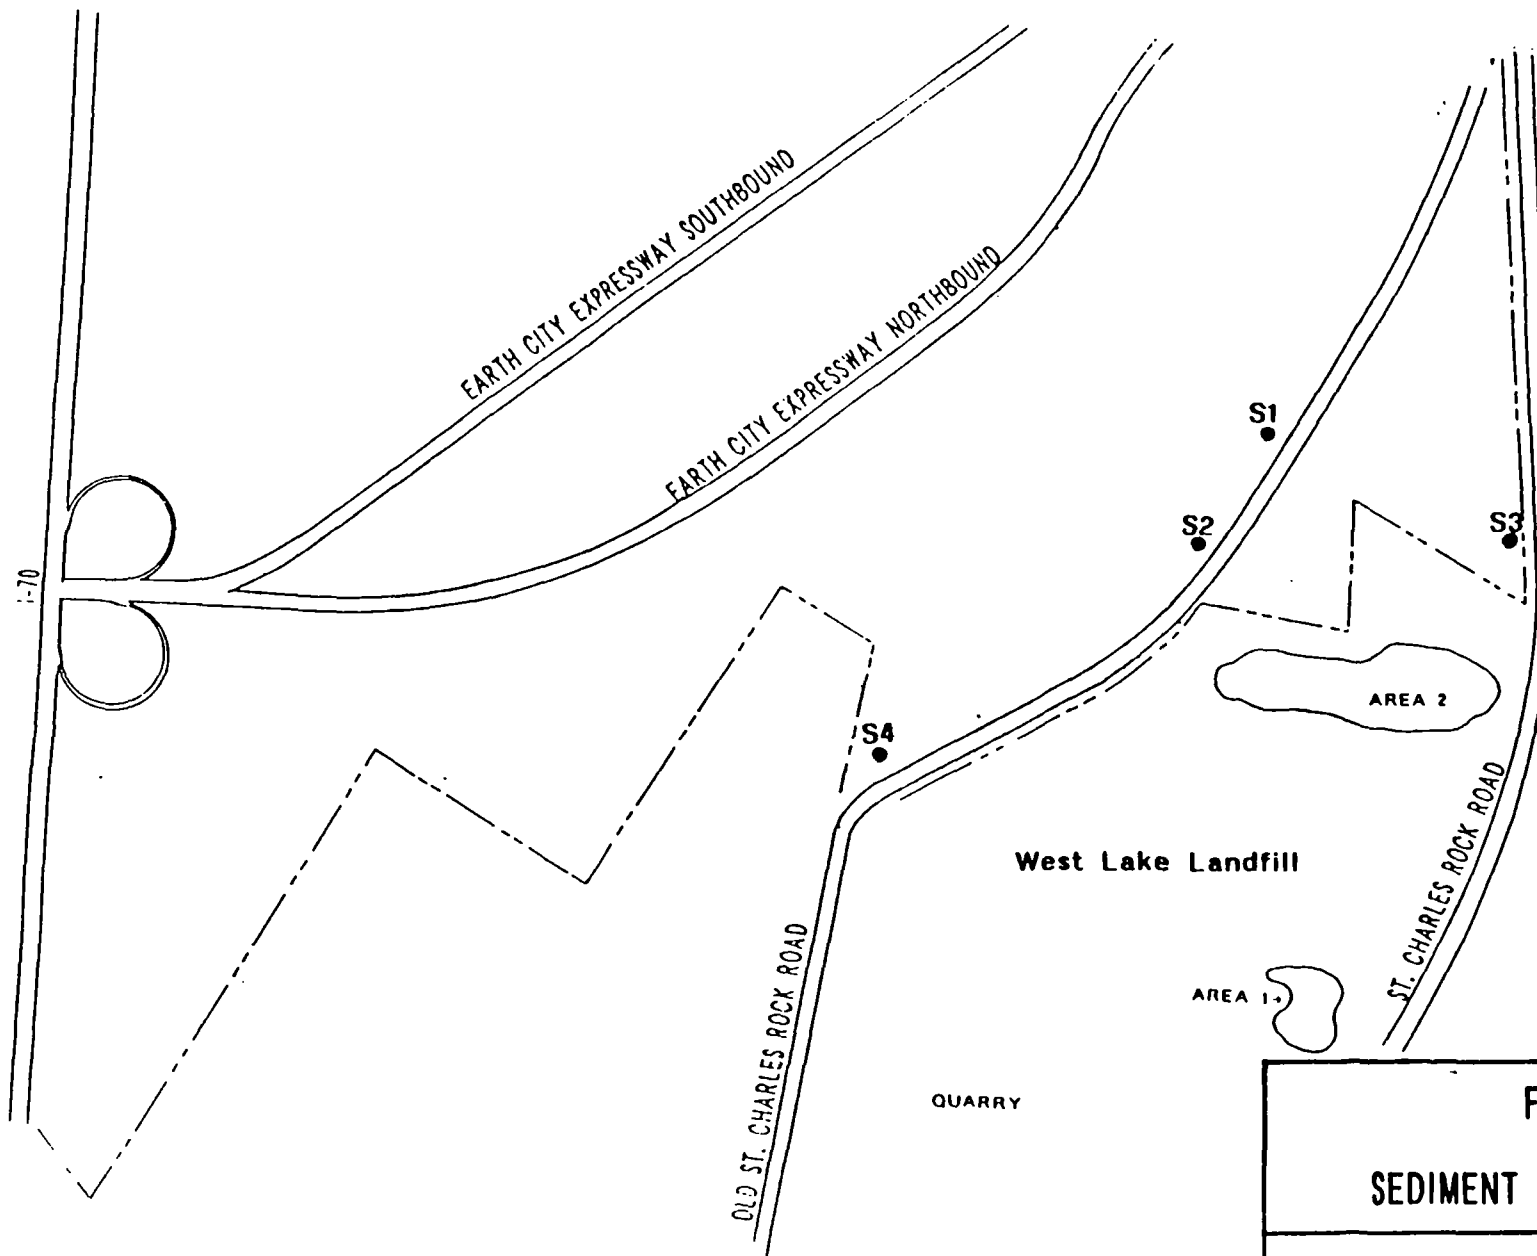 EARTH CITY EXPRESSWAY SOUTHBOUND
EARTH CITY EXPRESSWAY NORTHBOUND
S1
S2
S3
I-70
AREA 2
S4
West Lake Landfill
ST. CHARLES ROCK ROAD
OLD ST. CHARLES ROCK ROAD
AREA 1
QUARRY
F
SEDIMENT